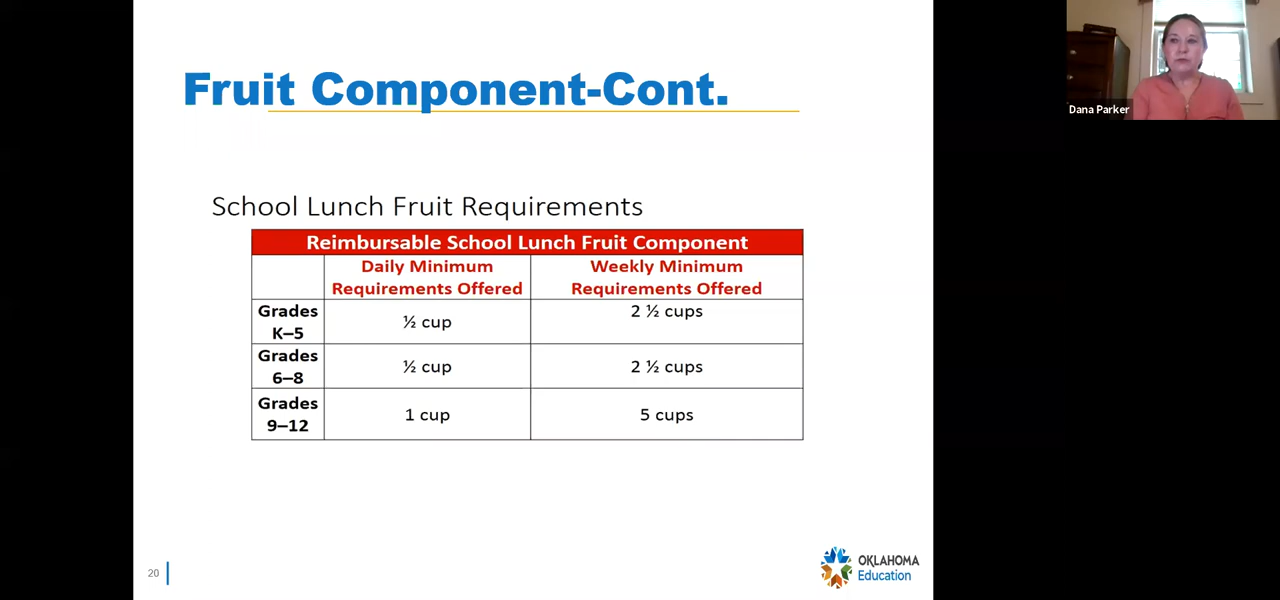 Fruit Component-Cont.
Dana Parker
School Lunch Fruit Requirements
Reimbursable School Lunch Fruit Component
Daily Minimum
Requirements Offered
Weekly Minimum
Requirements Offered
Grades
K–5
½ cup
2 ½ cups
Grades
6–8
½ cup
2 ½ cups
Grades
9–12
1 cup
5 cups
20
OKLAHOMA
Education